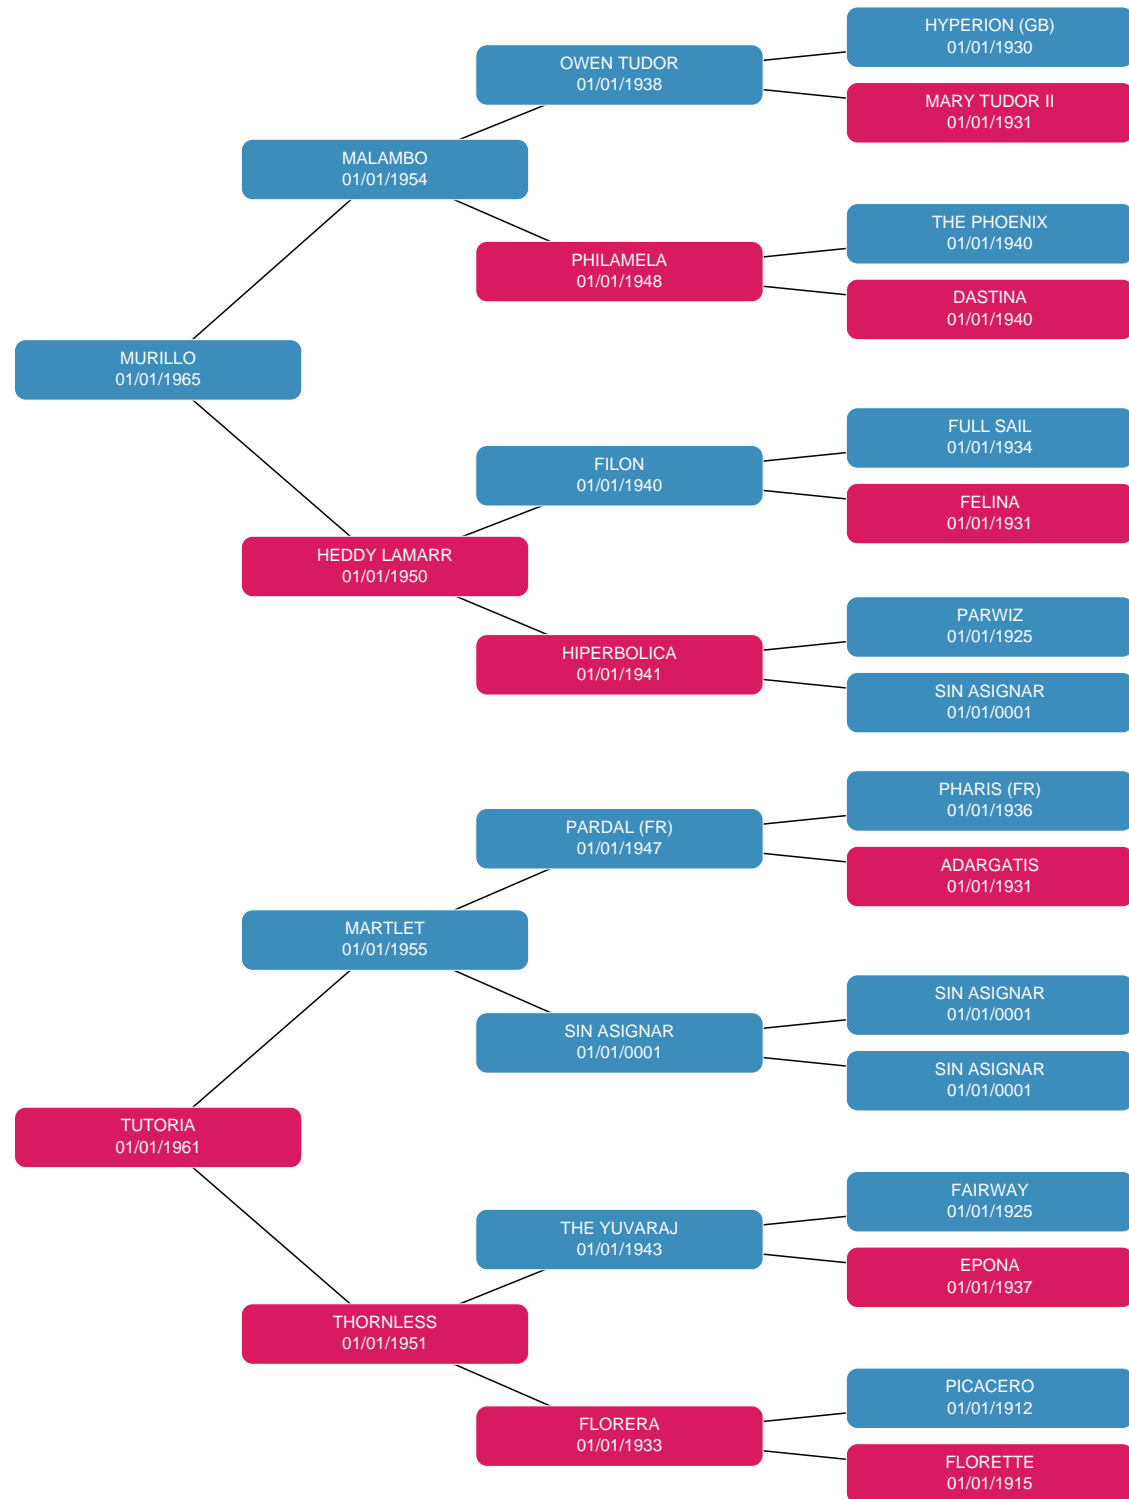 HYPERION (GB)
01/01/1930
OWEN TUDOR
01/01/1938
MARY TUDOR II
01/01/1931
MALAMBO
01/01/1954
THE PHOENIX
01/01/1940
PHILAMELA
01/01/1948
DASTINA
01/01/1940
MURILLO
01/01/1965
FULL SAIL
01/01/1934
FILON
01/01/1940
FELINA
01/01/1931
HEDDY LAMARR
01/01/1950
PARWIZ
01/01/1925
HIPERBOLICA
01/01/1941
SIN ASIGNAR
01/01/0001
PHARIS (FR)
01/01/1936
PARDAL (FR)
01/01/1947
ADARGATIS
01/01/1931
MARTLET
01/01/1955
SIN ASIGNAR
01/01/0001
SIN ASIGNAR
01/01/0001
SIN ASIGNAR
01/01/0001
TUTORIA
01/01/1961
FAIRWAY
01/01/1925
THE YUVARAJ
01/01/1943
EPONA
01/01/1937
THORNLESS
01/01/1951
PICACERO
01/01/1912
FLORERA
01/01/1933
FLORETTE
01/01/1915